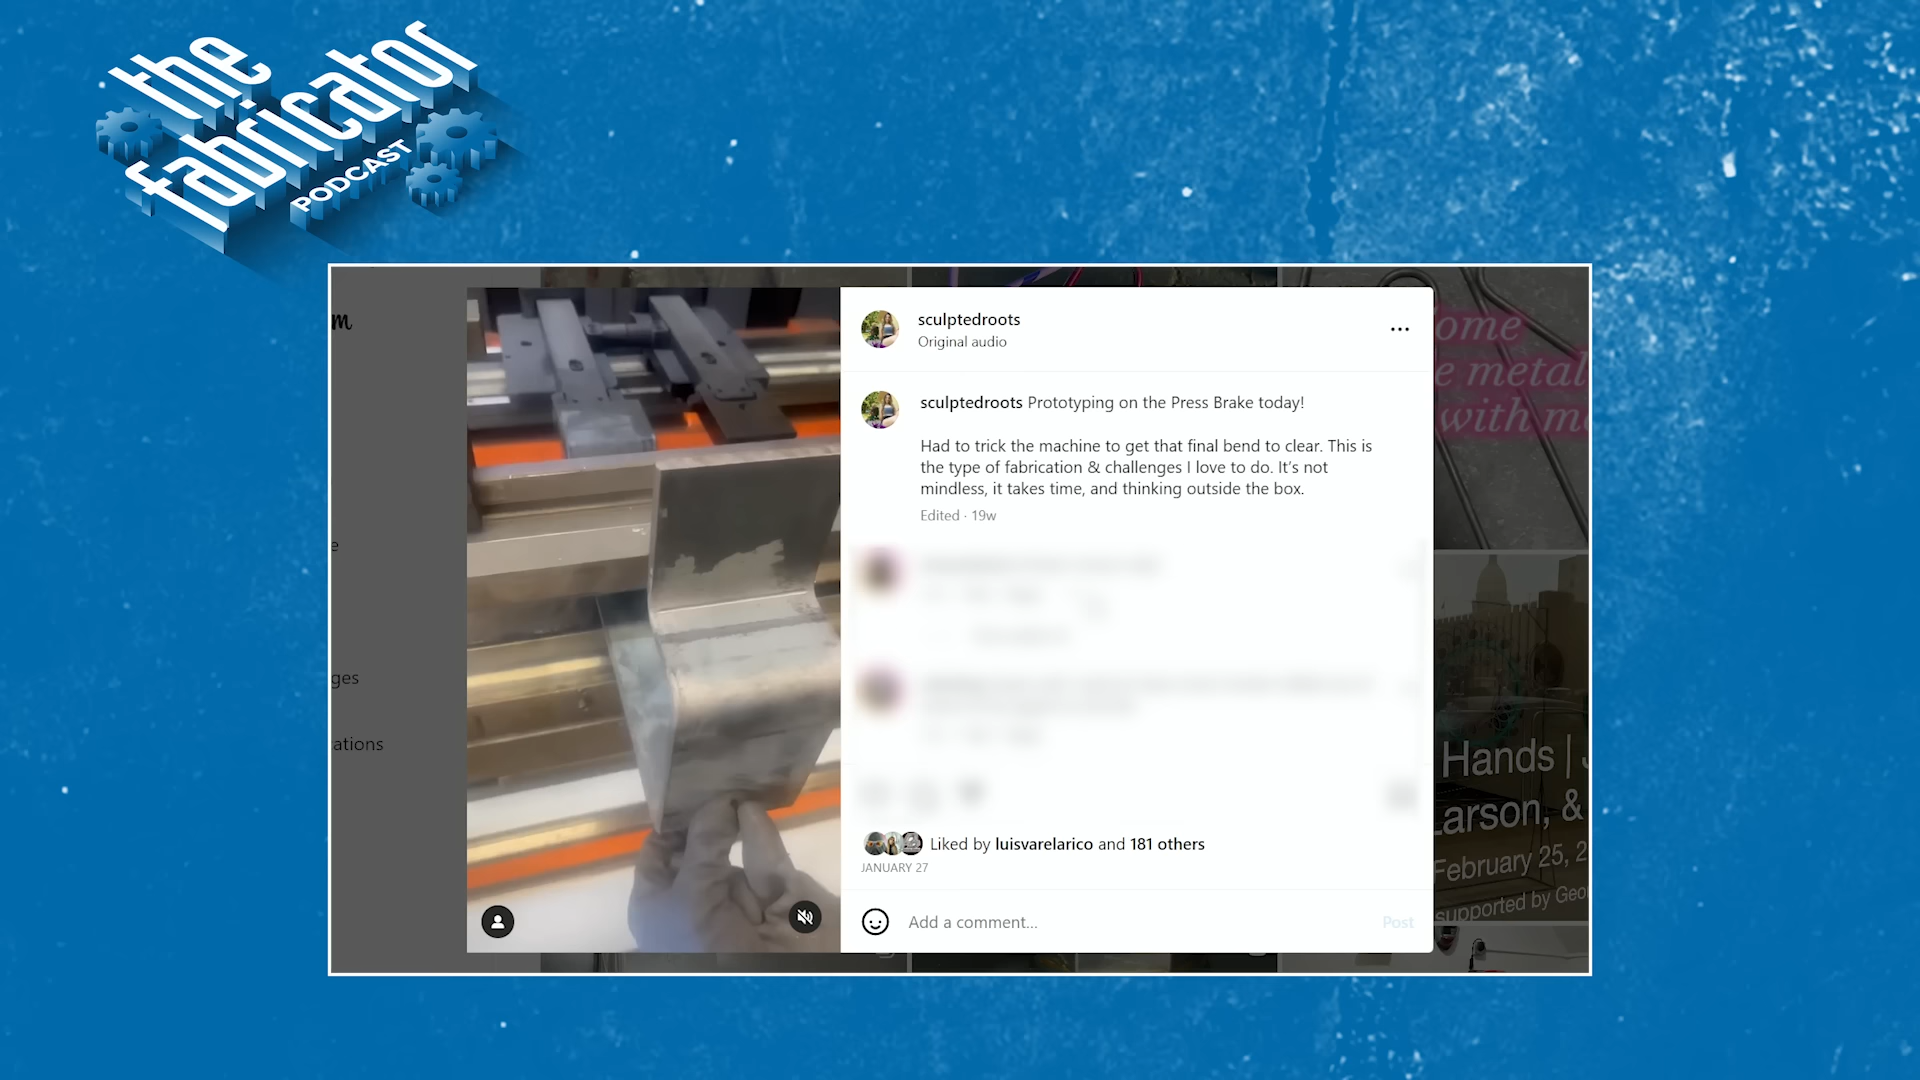 the
fabricator
PODCAST
m
sculptedroots
Original audio
ome
e metal
with m
sculptedroots Prototyping on the Press Brake today!
Had to trick the machine to get that final bend to clear. This is
the type of fabrication & challenges I love to do. It's not
mindless, it takes time, and thinking outside the box.
Edited · 19w
e
ges
ations
Hands |
arson, &
February 25, 2
supported by Geo
Liked by luisvarelarico and 181 others
JANUARY 27
Add a comment...
Post